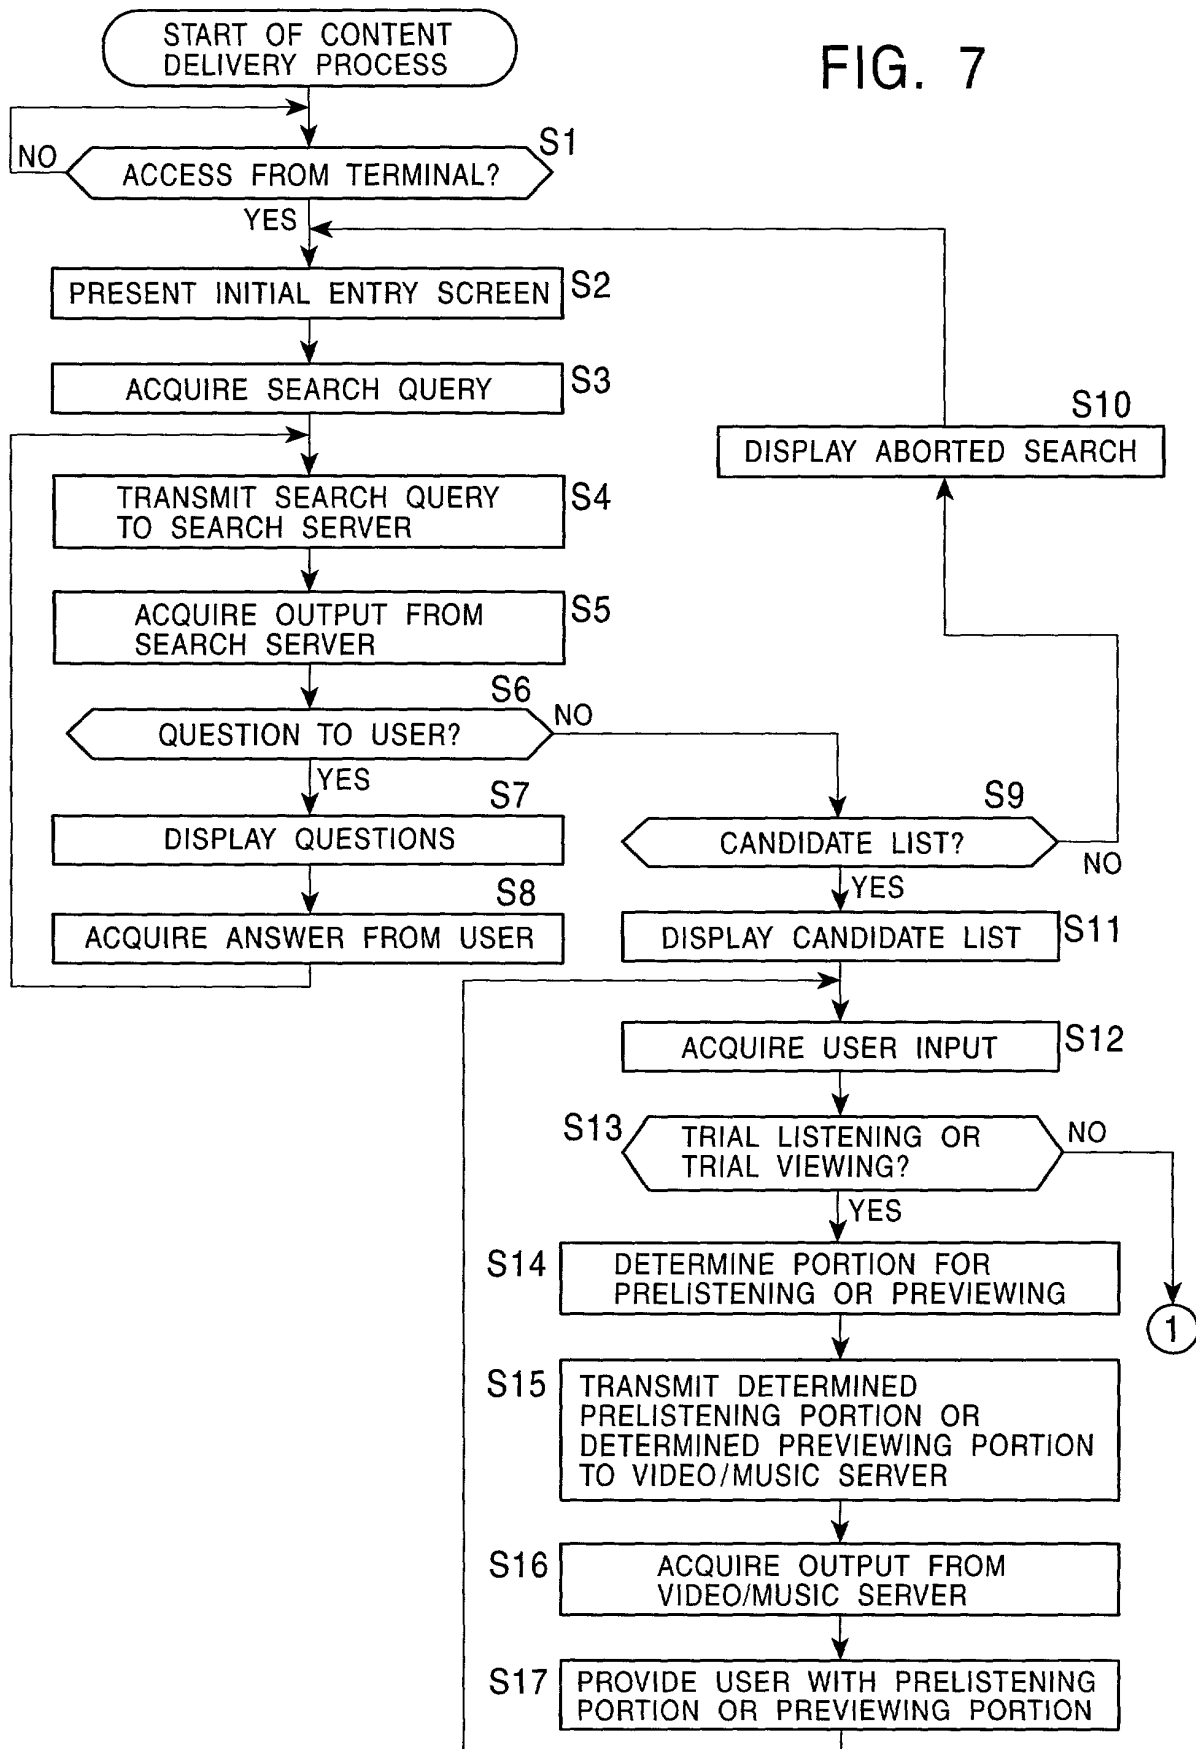 START OF CONTENT
DELIVERY PROCESS
FIG. 7
NO
S1
ACCESS FROM TERMINAL?
YES
PRESENT INITIAL ENTRY SCREEN
S2
ACQUIRE SEARCH QUERY
S3
S10
DISPLAY ABORTED SEARCH
TRANSMIT SEARCH QUERY
TO SEARCH SERVER
S4
ACQUIRE OUTPUT FROM
SEARCH SERVER
S5
S6
QUESTION TO USER?
NO
YES
S7
DISPLAY QUESTIONS
S9
CANDIDATE LIST?
NO
YES
S8
ACQUIRE ANSWER FROM USER
DISPLAY CANDIDATE LIST
S11
ACQUIRE USER INPUT
S12
S13
TRIAL LISTENING OR
TRIAL VIEWING?
NO
YES
S14
DETERMINE PORTION FOR
PRELISTENING OR PREVIEWING
1
S15
TRANSMIT DETERMINED
PRELISTENING PORTION OR
DETERMINED PREVIEWING PORTION
TO VIDEO/MUSIC SERVER
S16
ACQUIRE OUTPUT FROM
VIDEO/MUSIC SERVER
S17
PROVIDE USER WITH PRELISTENING
PORTION OR PREVIEWING PORTION